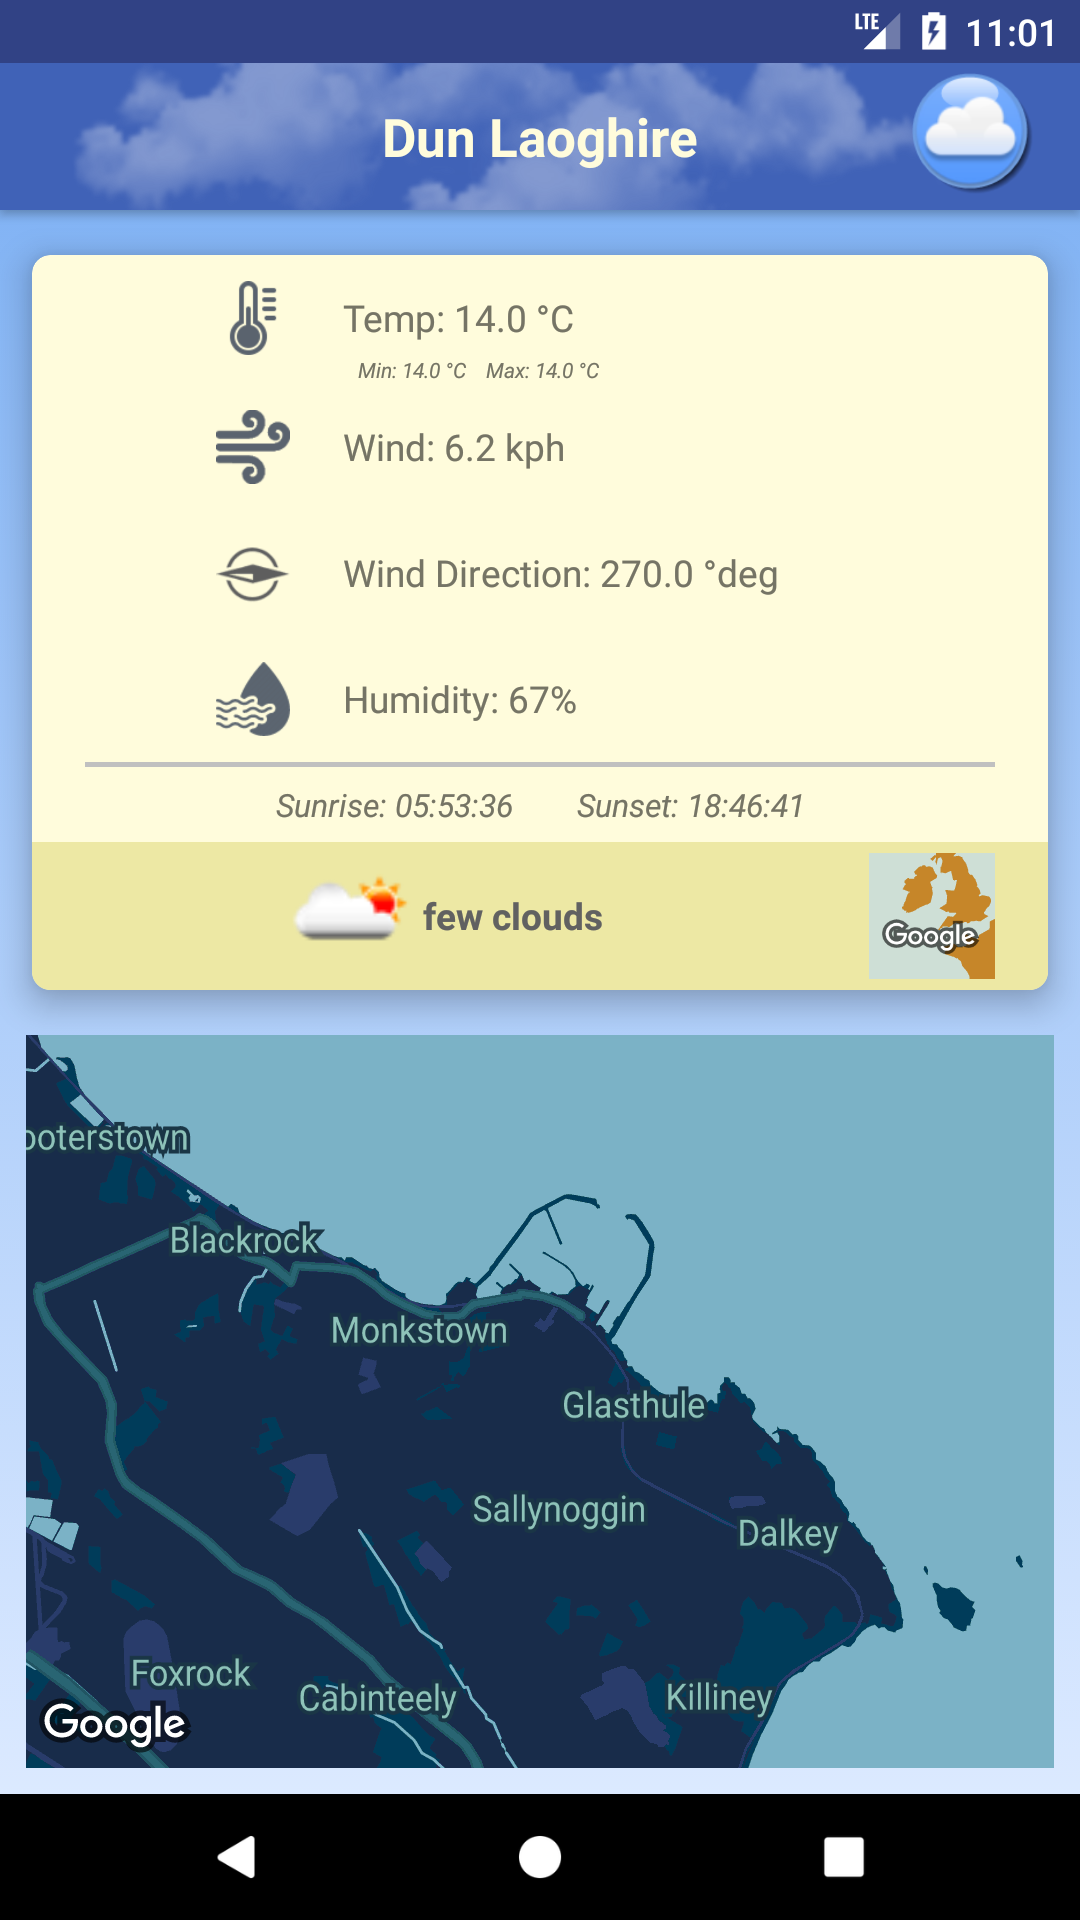 LTE 11:01
Dun Laoghire
Temp: 14.0 °C
Min: 14.0 °C Max: 14.0 °C
Wind: 6.2 kph
Wind Direction: 270.0 °deg
Humidity: 67%
Sunrise: 05:53:36 Sunset: 18:46:41
few clouds
Google
ooterstown
Blackrock
Monkstown
Glasthule
Sallynoggin
Dalkey
Foxrock
Cabinteely
Killiney
Google